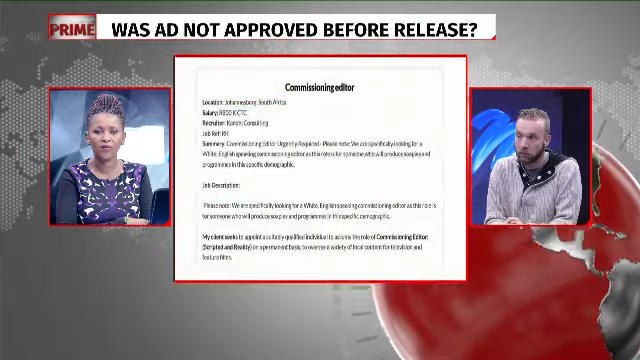 PRIME
WAS AD NOT APPROVED BEFORE RELEASE?
Commissioning editor
Location: Johannesburg, South Africa
Salary: R800 K CTC
Recruiter: Kanshi Consulting
Job Ref: RR
Summary: Commissioning Editor Urgently Required - Please note: We are specifically looking for a
White, English speaking commissioning editor as this role is for someone who will produce soapies and
programmes in this specific demographic.
Job Description:
Please note: We are specifically looking for a White, English speaking commissioning editor as this role is
for someone who will produce soapies and programmes in this specific demographic.
My client seeks to appoint a suitably qualified individual to assume the role of Commissioning Editor:
(Scripted and Reality) on a permanent basis, to oversee a variety of local content for television and
feature films.